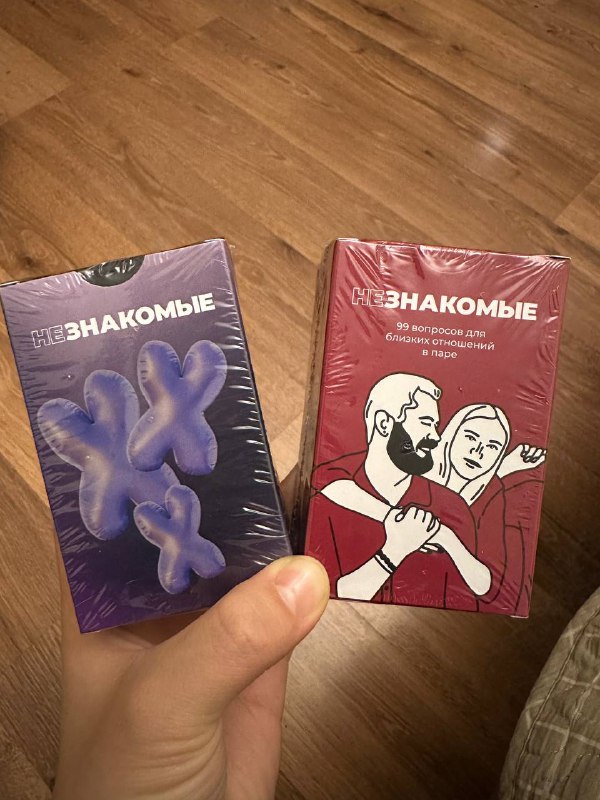 НЕЗНАКОМЫЕ
НЕЗНАКОМЫЕ
99 вопросов для
близких отношений
в паре